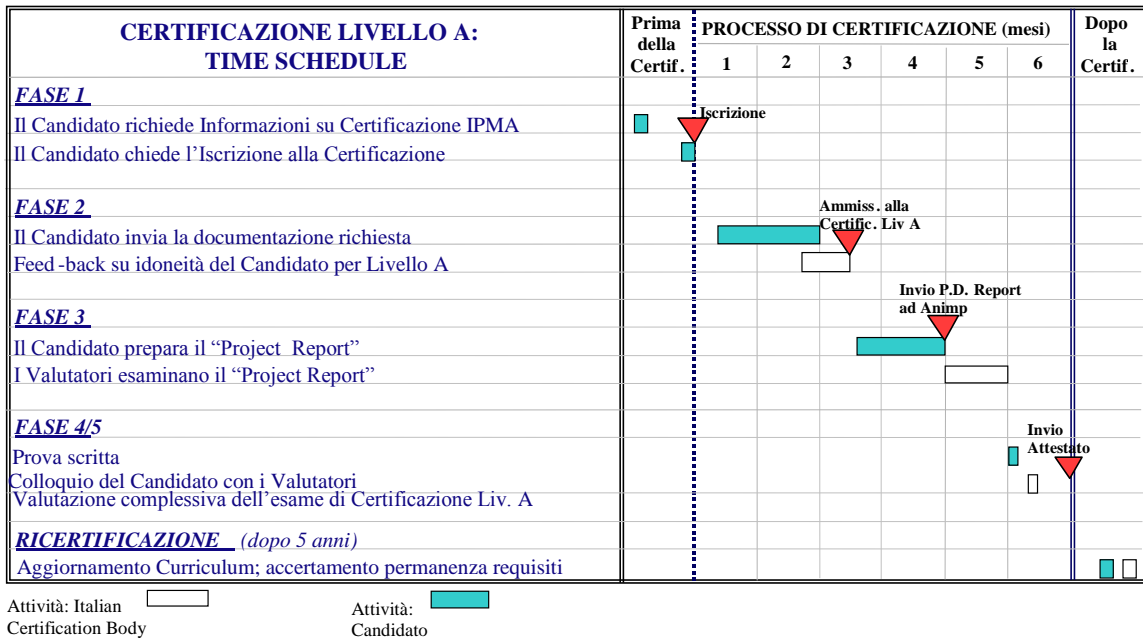 CERTIFICAZIONE LIVELLO A:
TIME SCHEDULE
Prima
della
Certif.
PROCESSO DI CERTIFICAZIONE (mesi)
1 2 3 4 5 6
Dopo
la
Certif.
FASE 1
Il Candidato richiede Informazioni su Certificazione IPMA
Iscrizione
Il Candidato chiede l'Iscrizione alla Certificazione
FASE 2
Ammiss. alla
Certific. Liv A
Il Candidato invia la documentazione richiesta
Feed-back su idoneità del Candidato per Livello A
Invio P.D. Report
ad Animp
FASE 3
Il Candidato prepara il “Project Report”
I Valutatori esaminano il “Project Report”
FASE 4/5
Invio
Attestato
Prova scritta
Colloquio del Candidato con i Valutatori
Valutazione complessiva dell'esame di Certificazione Liv. A
RICERTIFICAZIONE (dopo 5 anni)
Aggiornamento Curriculum; accertamento permanenza requisiti
Attività: Italian
Certification Body
Attività:
Candidato